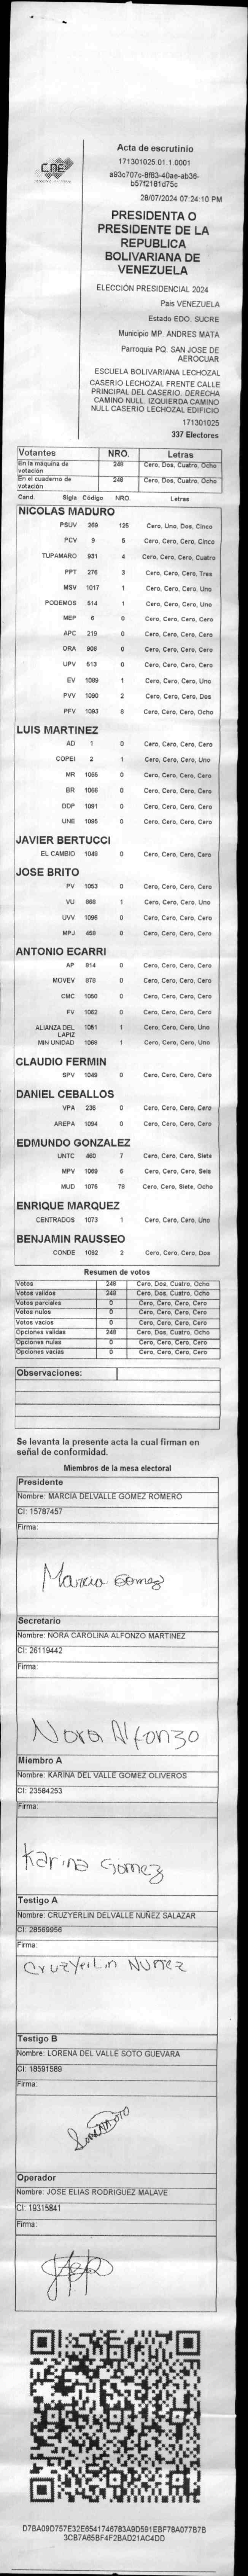 CNE
Acta de escrutinio
171301025.01.1.0001
a93c707c-8f83-40ae-ab36-
b57f2181d75c
28/07/2024 07:24:10 PM
PRESIDENTA O
PRESIDENTE DE LA
REPUBLICA
BOLIVARIANA DE
VENEZUELA
ELECCIÓN PRESIDENCIAL 2024
País VENEZUELA
Estado EDO. SUCRE
Municipio MP. ANDRES MATA
Parroquia PQ. SAN JOSE DE
AEROCUAR
ESCUELA BOLIVARIANA LECHOZAL
CASERIO LECHOZAL FRENTE CALLE
PRINCIPAL DEL CASERIO. DERECHA
CAMINO NULL IZQUIERDA CAMINO
NULL CASERIO LECHOZAL EDIFICIO
171301025
337 Electores
Votantes NRO. Letras
En la máquina de votación 248 Cero, Dos, Cuatro, Ocho
En el cuaderno de votación 248 Cero, Dos, Cuatro, Ocho
Cand. Sigla Código NRO. Letras
NICOLAS MADURO
PSUV 269 125 Cero, Uno, Dos, Cinco
PCV 9 5 Cero, Cero, Cero, Cinco
TUPAMARO 931 4 Cero, Cero, Cero, Cuatro
PPT 276 3 Cero, Cero, Cero, Tres
MSV 1017 1 Cero, Cero, Cero, Uno
PODEMOS 514 1 Cero, Cero, Cero, Uno
MEP 6 0 Cero, Cero, Cero, Cero
APC 219 0 Cero, Cero, Cero, Cero
ORA 906 0 Cero, Cero, Cero, Cero
UPV 513 0 Cero, Cero, Cero, Cero
EV 1089 1 Cero, Cero, Cero, Uno
PVV 1090 2 Cero, Cero, Cero, Dos
PFV 1093 8 Cero, Cero, Cero, Ocho
LUIS MARTINEZ
AD 1 0 Cero, Cero, Cero, Cero
COPEI 2 1 Cero, Cero, Cero, Uno
MR 1065 0 Cero, Cero, Cero, Cero
BR 1066 0 Cero, Cero, Cero, Cero
DDP 1091 0 Cero, Cero, Cero, Cero
UNE 1095 0 Cero, Cero, Cero, Cero
JAVIER BERTUCCI
EL CAMBIO 1048 0 Cero, Cero, Cero, Cero
JOSE BRITO
PV 1053 0 Cero, Cero, Cero, Cero
VU 868 1 Cero, Cero, Cero, Uno
UVV 1096 0 Cero, Cero, Cero, Cero
MPJ 458 0 Cero, Cero, Cero, Cero
ANTONIO ECARRI
AP 914 0 Cero, Cero, Cero, Cero
MOVEV 878 0 Cero, Cero, Cero, Cero
CMC 1050 0 Cero, Cero, Cero, Cero
FV 1062 0 Cero, Cero, Cero, Cero
ALIANZA DEL LAPIZ 1051 1 Cero, Cero, Cero, Uno
MIN UNIDAD 1068 1 Cero, Cero, Cero, Uno
CLAUDIO FERMIN
SPV 1049 0 Cero, Cero, Cero, Cero
DANIEL CEBALLOS
VPA 236 0 Cero, Cero, Cero, Cero
AREPA 1094 0 Cero, Cero, Cero, Cero
EDMUNDO GONZALEZ
UNTC 460 7 Cero, Cero, Cero, Siete
MPV 1069 6 Cero, Cero, Cero, Seis
MUD 1075 78 Cero, Cero, Siete, Ocho
ENRIQUE MARQUEZ
CENTRADOS 1073 1 Cero, Cero, Cero, Uno
BENJAMIN RAUSSEO
CONDE 1082 2 Cero, Cero, Cero, Dos
Resumen de votos
Votos 248 Cero, Dos, Cuatro, Ocho
Votos validos 248 Cero, Dos, Cuatro, Ocho
Votos parciales 0 Cero, Cero, Cero, Cero
Votos nulos 0 Cero, Cero, Cero, Cero
Votos vacios 0 Cero, Cero, Cero, Cero
Opciones validas 248 Cero, Dos, Cuatro, Ocho
Opciones nulas 0 Cero, Cero, Cero, Cero
Opciones vacias 0 Cero, Cero, Cero, Cero
Observaciones:
Se levanta la presente acta la cual firman en
señal de conformidad.
Miembros de la mesa electoral
Presidente
Nombre: MARCIA DELVALLE GOMEZ ROMERO
CI: 15787457
Firma:
Marcia Gomez
Secretario
Nombre: NORA CAROLINA ALFONZO MARTINEZ
CI: 26119442
Firma:
Nora Alfonzo
Miembro A
Nombre: KARINA DEL VALLE GOMEZ OLIVEROS
CI: 23584253
Firma:
Karina Gomez
Testigo A
Nombre: CRUZYERLIN DELVALLE NUÑEZ SALAZAR
CI: 28569956
Firma:
Cruzyerlin Nuñez
Testigo B
Nombre: LORENA DEL VALLE SOTO GUEVARA
CI: 18591589
Firma:
Operador
Nombre: JOSE ELIAS RODRIGUEZ MALAVE
CI: 19315841
Firma:
D7BA09D757E32E6541746783A9D591EBF78A077B7B
3CB7A65BF4F2BAD21AC4DD